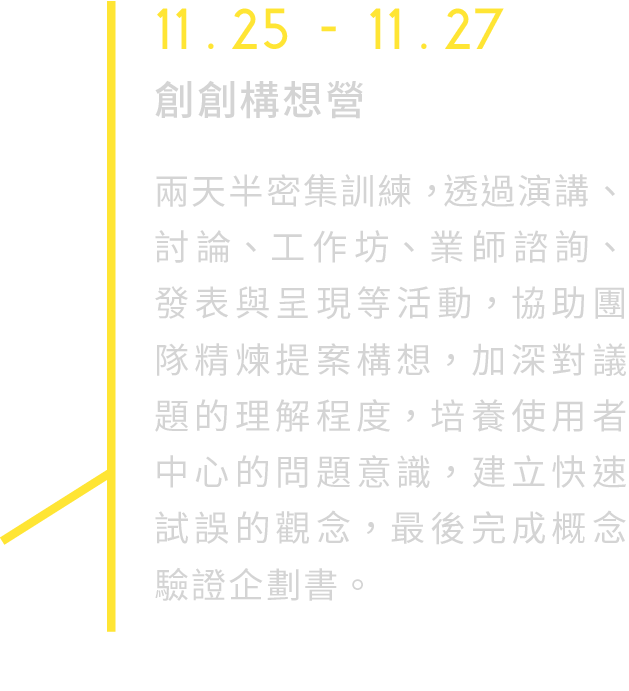 11.25 - 11.27
創創構想營
兩天半密集訓練，透過演講、
討論、工作坊、業師諮詢、
發表與呈現等活動，協助團
隊精煉提案構想，加深對議
題的理解程度，培養使用者
中心的問題意識，建立快速
試誤的觀念，最後完成概念
驗證企劃書。